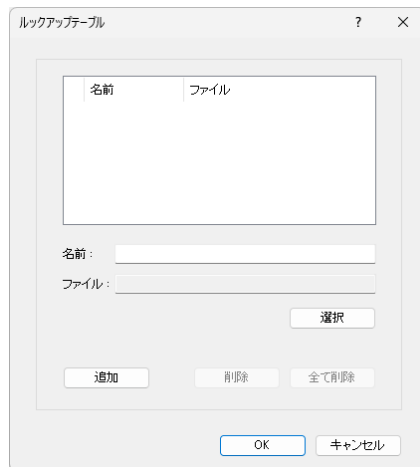 ルックアップテーブル ? ×
名前 ファイル
名前：
ファイル：
選択
追加 削除 全て削除
OK キャンセル